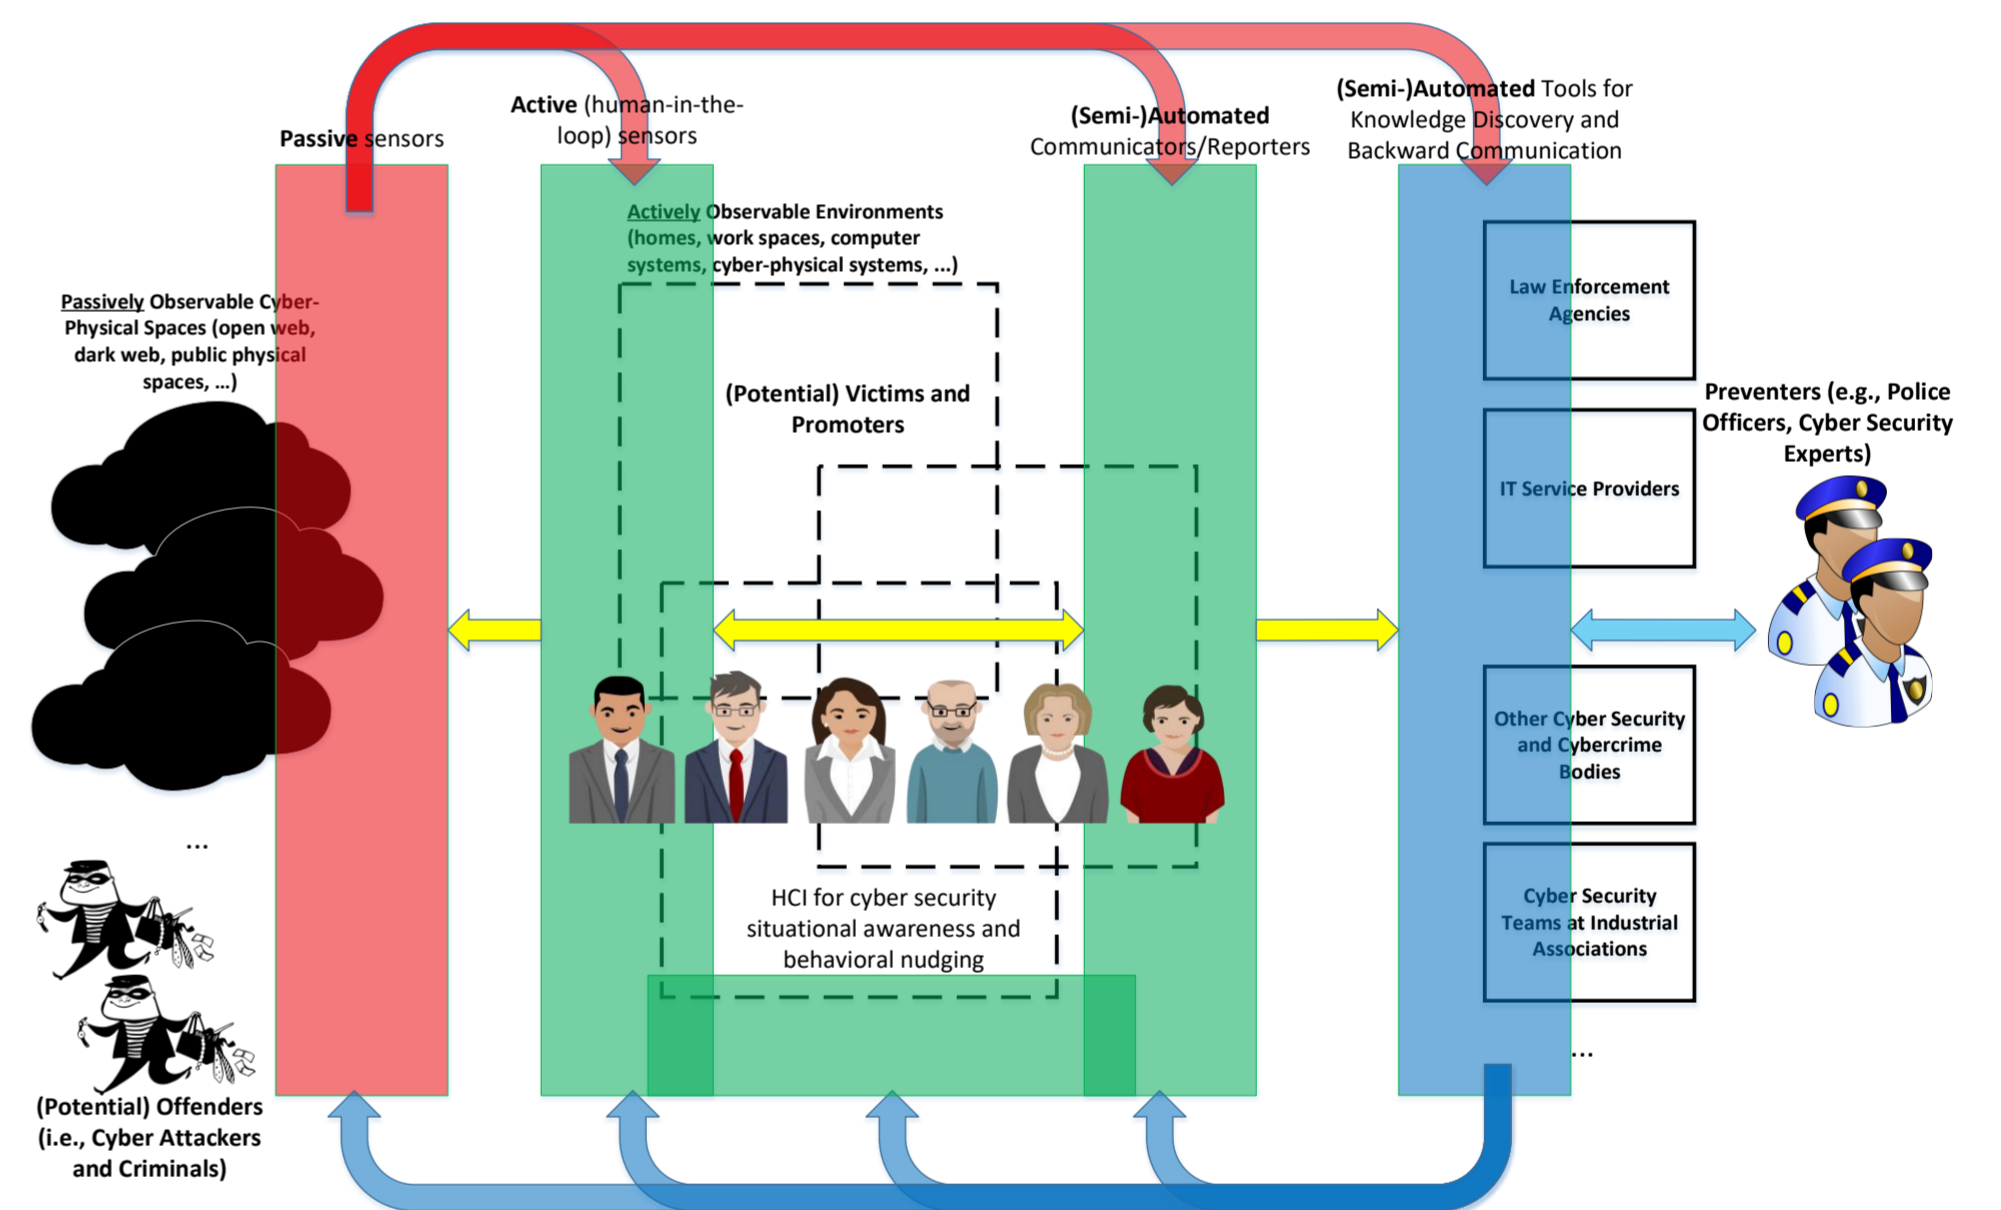 Passive sensors
Active (human-in-the-
loop) sensors
(Semi-)Automated
Communicators/Reporters
(Semi-)Automated Tools for
Knowledge Discovery and
Backward Communication
Passively Observable Cyber-
Physical Spaces (open web,
dark web, public physical
spaces, ...)
Actively Observable Environments
(homes, work spaces, computer
systems, cyber-physical systems, ...)
(Potential) Victims and
Promoters
Law Enforcement
Agencies
IT Service Providers
Preventers (e.g., Police
Officers, Cyber Security
Experts)
Other Cyber Security
and Cybercrime
Bodies
Cyber Security
Teams at Industrial
Associations
...
...
HCI for cyber security
situational awareness and
behavioral nudging
(Potential) Offenders
(i.e., Cyber Attackers
and Criminals)